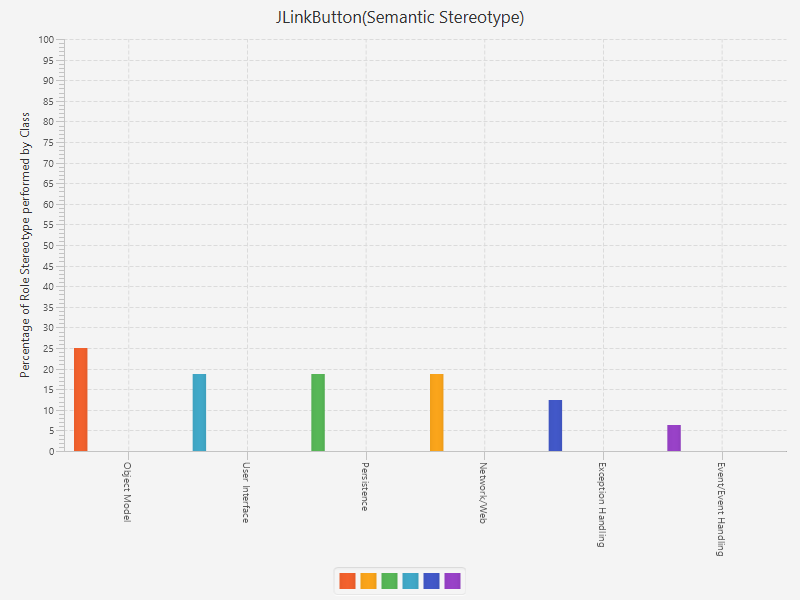 JLinkButton(Semantic Stereotype)
Percentage of Role Stereotype performed by Class
100
95
90
85
80
75
70
65
60
55
50
45
40
35
30
25
20
15
10
5
0
Object Model
User Interface
Persistence
Network/Web
Exception Handling
Event/Event Handling